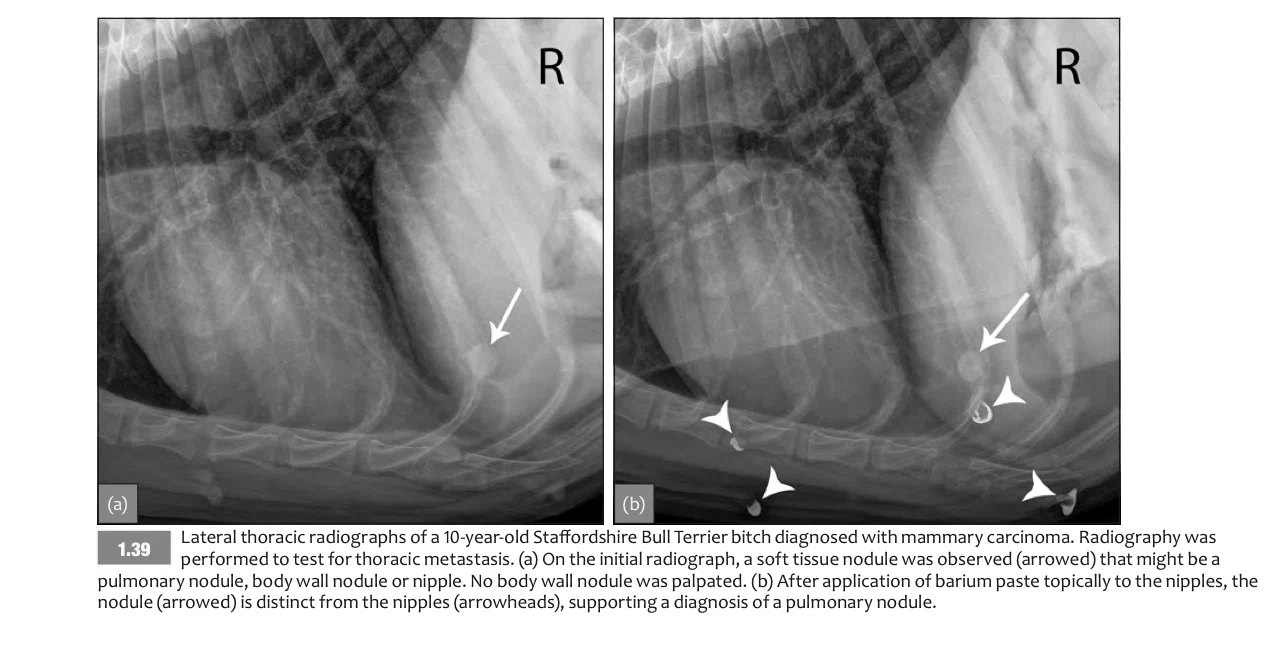 R
R
(a)
(b)
1.39 Lateral thoracic radiographs of a 10-year-old Staffordshire Bull Terrier bitch diagnosed with mammary carcinoma. Radiography was
performed to test for thoracic metastasis. (a) On the initial radiograph, a soft tissue nodule was observed (arrowed) that might be a
pulmonary nodule, body wall nodule or nipple. No body wall nodule was palpated. (b) After application of barium paste topically to the nipples, the
nodule (arrowed) is distinct from the nipples (arrowheads), supporting a diagnosis of a pulmonary nodule.